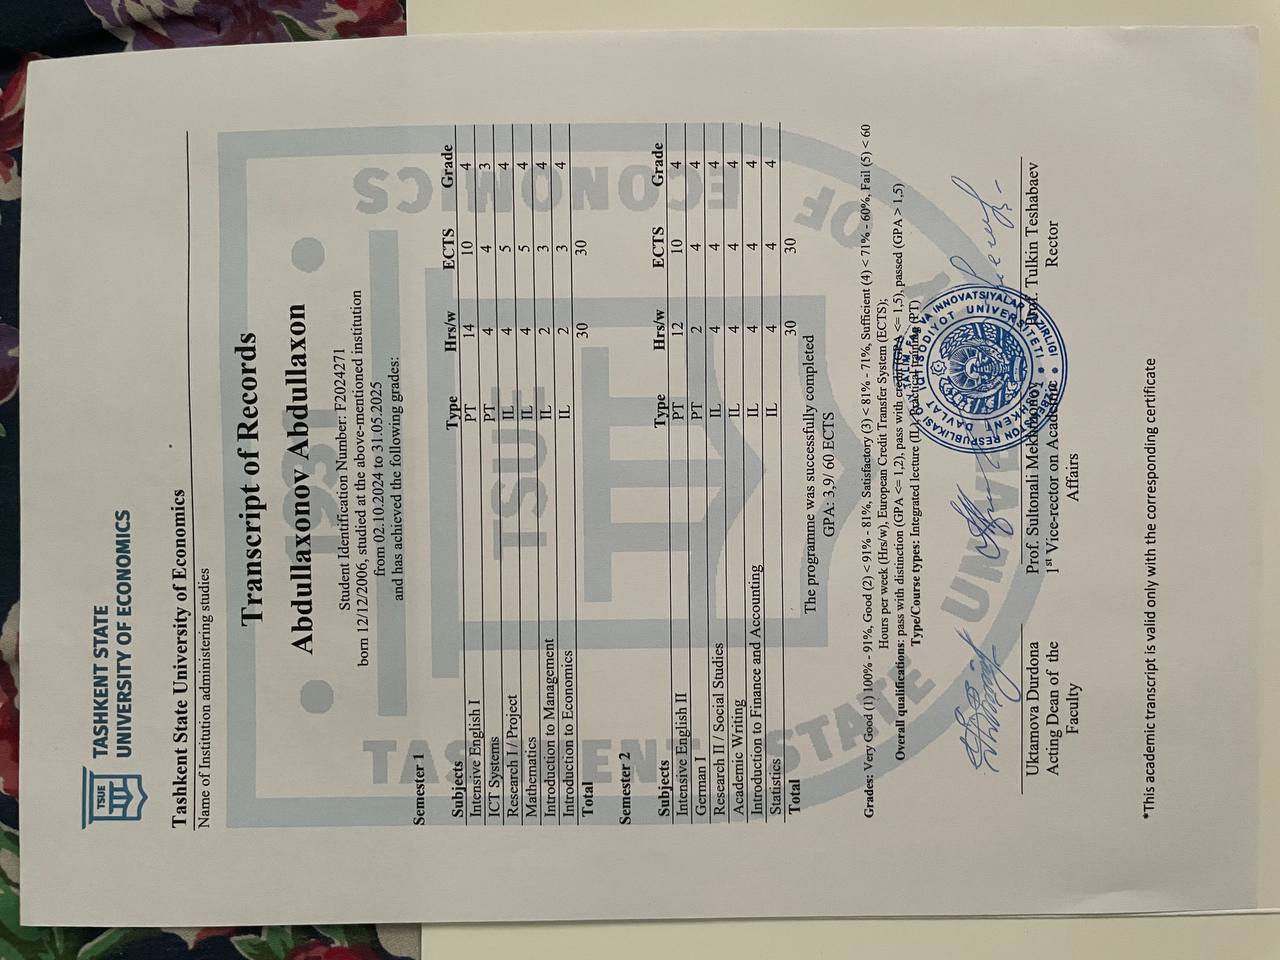 TSUE
TASHKENT STATE
UNIVERSITY OF ECONOMICS
Tashkent State University of Economics
Name of Institution administering studies
Transcript of Records
1931
Abdullaxonov Abdullaxon
Student Identification Number: F2024271
born 12/12/2006, studied at the above-mentioned institution
from 02.10.2024 to 31.05.2025
and has achieved the following grades:
Semester 1
Subjects Type Hrs/w ECTS Grade
Intensive English I PT 14 10 4
ICT Systems PT 4 4 3
Research I / Project IL 4 5 4
Mathematics IL 4 5 4
Introduction to Management IL 2 3 4
Introduction to Economics IL 2 3 4
Total 30 30
Semester 2
Subjects Type Hrs/w ECTS Grade
Intensive English II PT 12 10 4
German I PT 2 4 4
Research II / Social Studies IL 4 4 4
Academic Writing IL 4 4 4
Introduction to Finance and Accounting IL 4 4 4
Statistics IL 4 4 4
Total 30 30
The programme was successfully completed
GPA: 3,9/ 60 ECTS
Grades: Very Good (1) 100% - 91%, Good (2) < 91% - 81%, Satisfactory (3) < 81% - 71%, Sufficient (4) < 71% - 60%, Fail (5) < 60
Hours per week (Hrs/w), European Credit Transfer System (ECTS);
Overall qualifications: pass with distinction (GPA <= 1,2), pass with credit (GPA <= 1,5), passed (GPA > 1,5)
Type/Course types: Integrated lecture (IL), Practical training (PT)
TSUE
TASHKENT STATE UNIVERSITY OF ECONOMICS
Uktamova Durdona
Acting Dean of the
Faculty
Prof. Sultonali Mekhmonov
1st Vice-rector on Academic
Affairs
Prof. Tulkin Teshabaev
Rector
*This academic transcript is valid only with the corresponding certificate